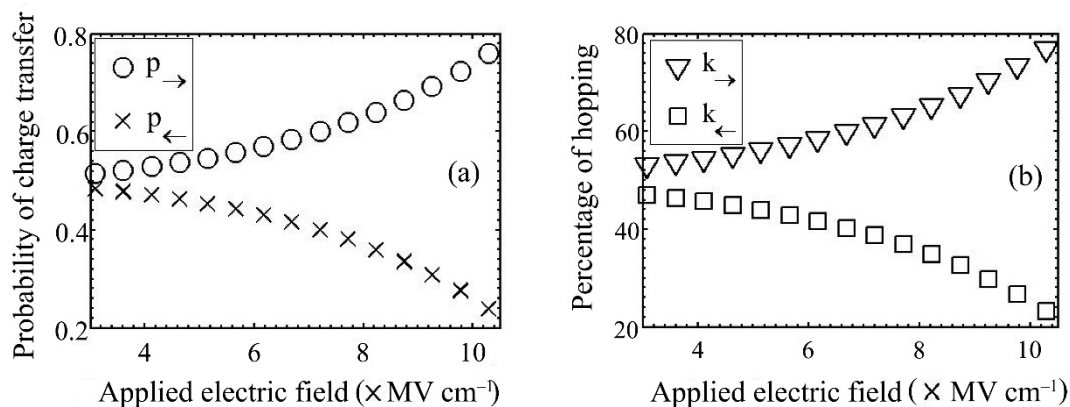 Probability of charge transfer
0.8
0.6
0.4
0.2
p→
p←
(a)
4 6 8 10
Applied electric field (× MV cm⁻¹)
Percentage of hopping
80
60
40
20
k→
k←
(b)
4 6 8 10
Applied electric field ( × MV cm⁻¹)